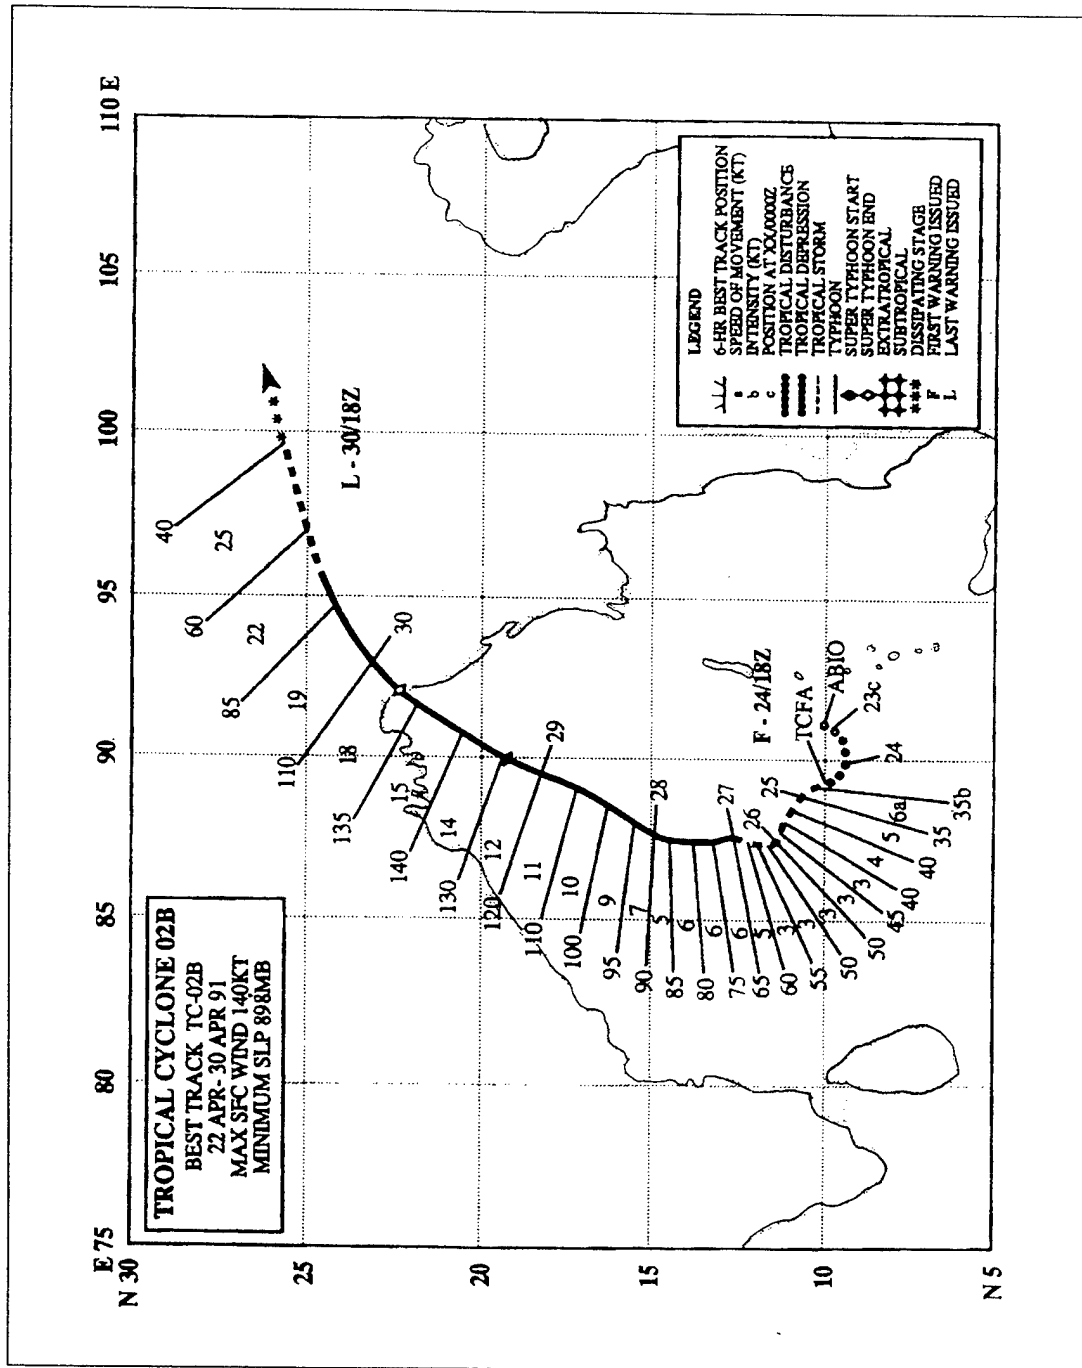 TROPICAL CYCLONE 02B
BEST TRACK TC-02B
22 APR- 30 APR 91
MAX SFC WIND 140KT
MINIMUM SLP 898MB
E 75
80
85
90
95
100
105
110 E
N 30
25
20
15
10
N 5
40
25
60
22
85
19
110
18
135
15
140
14
130
12
120
11
110
10
100
9
95
7
90
5
85
6
80
6
75
6
65
5
60
3
55
3
50
3
50
3
45
3
40
4
40
5
35
6a
35b
30
29
28
27
26
25
24
23c
L - 30/18Z
F - 24/18Z
TCFA
ABIO
LEGEND
6-HR BEST TRACK POSITION
a SPEED OF MOVEMENT (KT)
b INTENSITY (KT)
c POSITION AT XX/0000Z
TROPICAL DISTURBANCE
TROPICAL DEPRESSION
TROPICAL STORM
TYPHOON
SUPER TYPHOON START
SUPER TYPHOON END
EXTRATROPICAL
SUBTROPICAL
*** DISSIPATING STAGE
F FIRST WARNING ISSUED
L LAST WARNING ISSUED